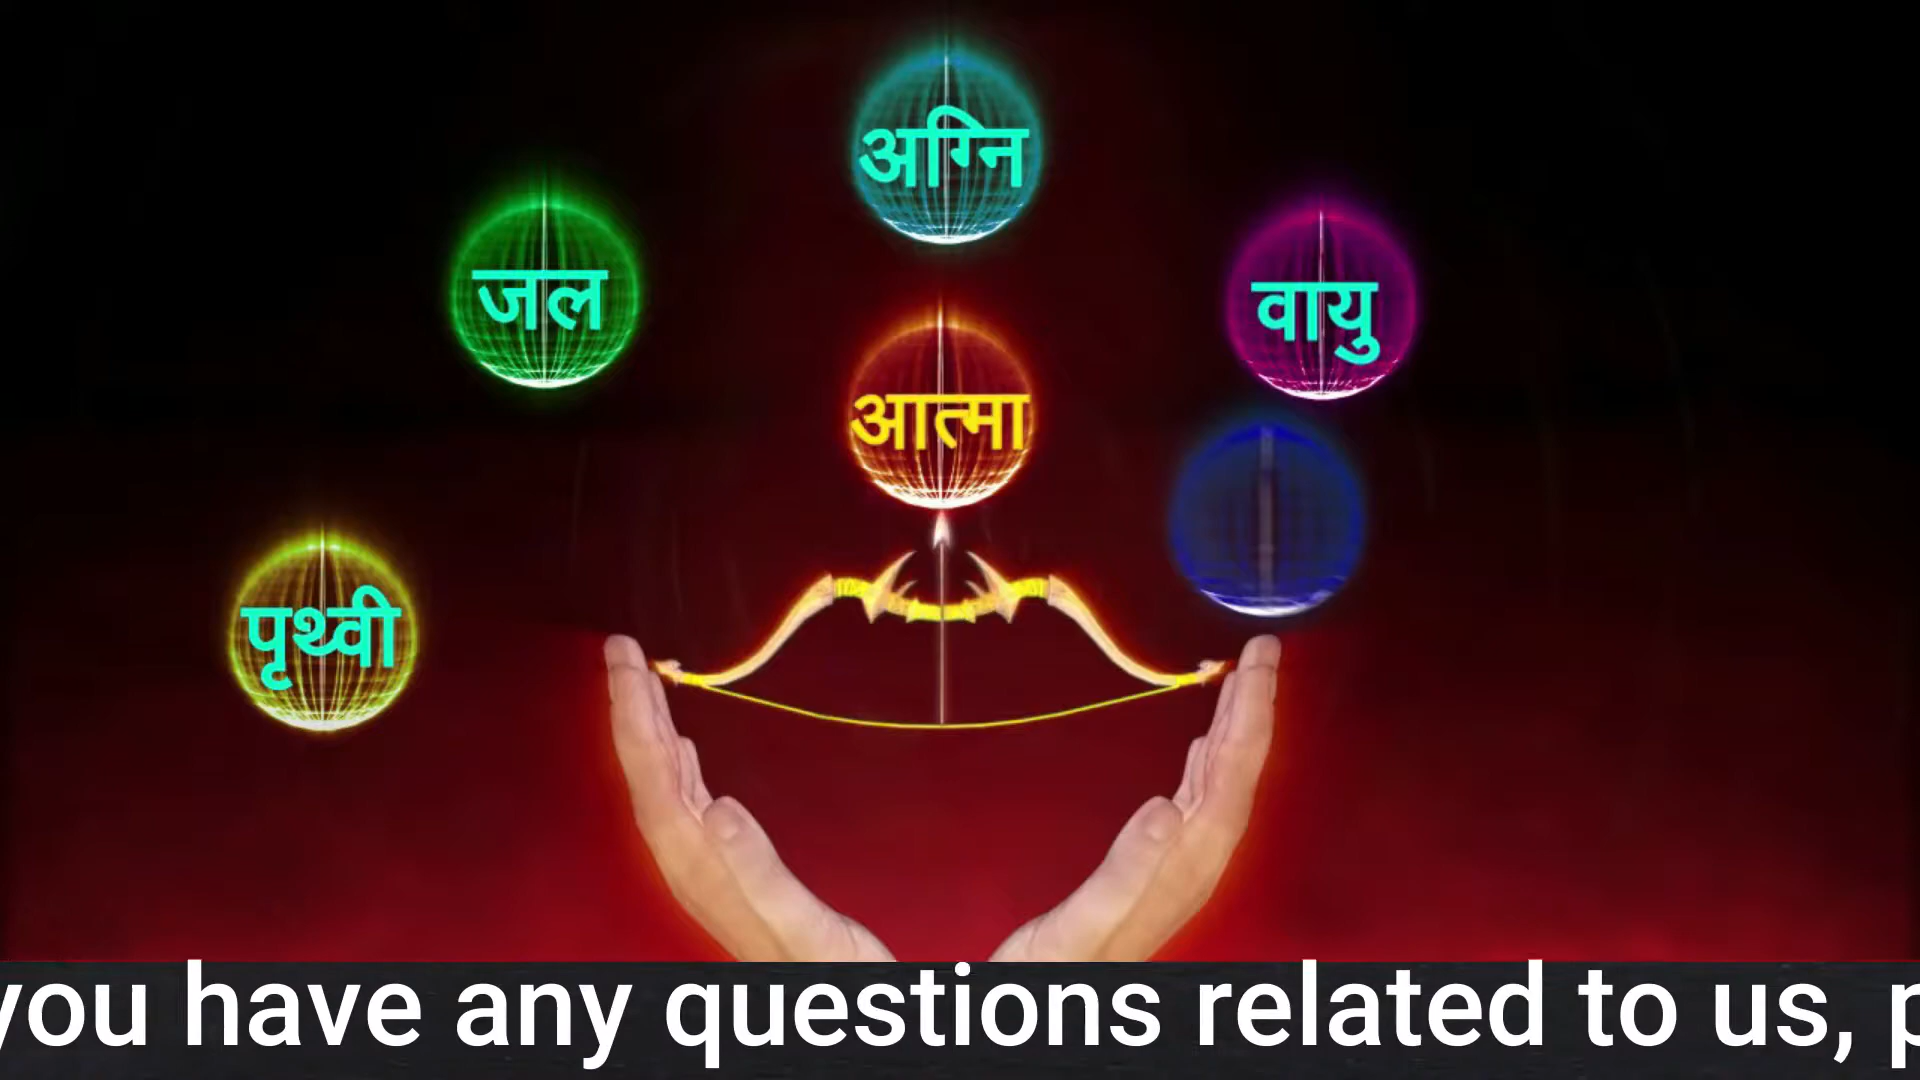 अग्नि
जल
वायु
आत्मा
पृथ्वी
you have any questions related to us,